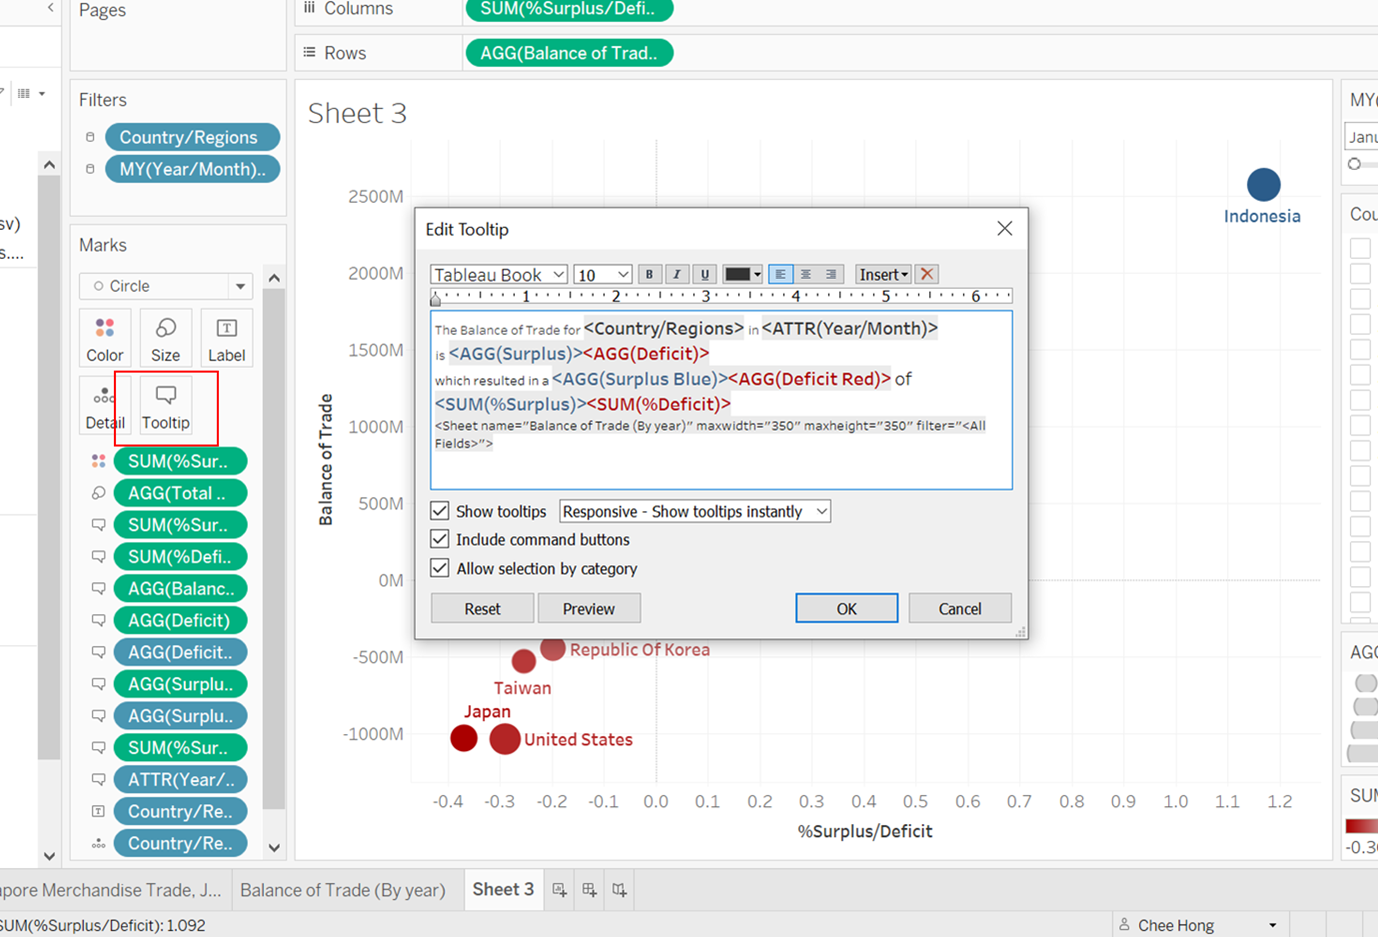 Pages
Columns
SUM(%Surplus/Defi..
Rows
AGG(Balance of Trad..
Filters
Country/Regions
MY(Year/Month)..
sv)
s....
Marks
Circle
Color
Size
Label
Detail
Tooltip
SUM(%Sur..
AGG(Total ..
SUM(%Sur..
SUM(%Defi..
AGG(Balanc..
AGG(Deficit)
AGG(Deficit..
AGG(Surplu..
AGG(Surplu..
SUM(%Sur..
ATTR(Year/..
Country/Re..
Country/Re..
Sheet 3
Balance of Trade
2500M
2000M
1500M
1000M
500M
0M
-500M
-1000M
Indonesia
Republic Of Korea
Taiwan
Japan
United States
-0.4 -0.3 -0.2 -0.1 0.0 0.1 0.2 0.3 0.4 0.5 0.6 0.7 0.8 0.9 1.0 1.1 1.2
%Surplus/Deficit
Edit Tooltip
Tableau Book 10 B I U Insert
1 2 3 4 5 6
The Balance of Trade for <Country/Regions> in <ATTR(Year/Month)>
is <AGG(Surplus)><AGG(Deficit)>
which resulted in a <AGG(Surplus Blue)><AGG(Deficit Red)> of
<SUM(%Surplus)><SUM(%Deficit)>
<Sheet name="Balance of Trade (By year)" maxwidth="350" maxheight="350" filter="<All
Fields>">
Show tooltips Responsive - Show tooltips instantly
Include command buttons
Allow selection by category
Reset Preview OK Cancel
MY(
Janu
Cou
AGG
SUM
-0.36
apore Merchandise Trade, J...
Balance of Trade (By year)
Sheet 3
SUM(%Surplus/Deficit): 1.092
Chee Hong